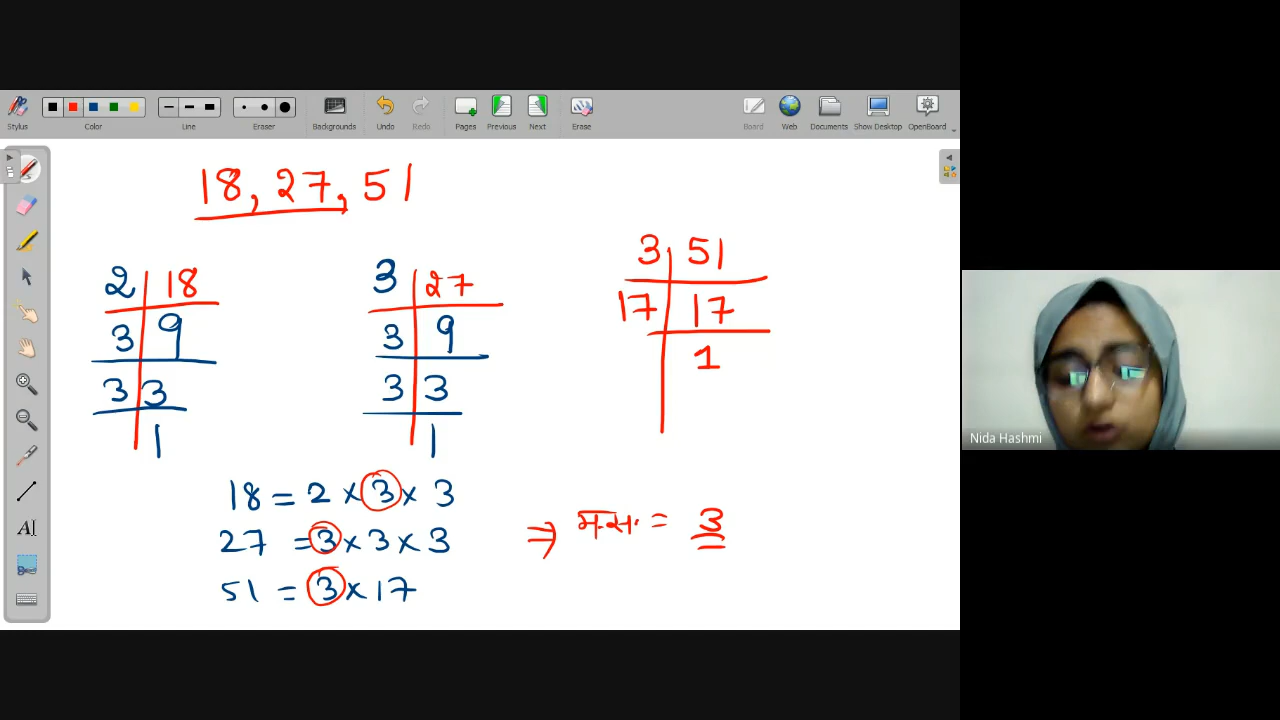 Stylus
Color
Line
Eraser
Backgrounds
Undo
Redo
Pages
Previous
Next
Erase
Board
Web
Documents
Show Desktop
OpenBoard
18, 27, 51
2 | 18
3 | 9
3 | 3
1
3 | 27
3 | 9
3 | 3
1
3 | 51
17 | 17
1
18 = 2 × 3 × 3
27 = 3 × 3 × 3
51 = 3 × 17
⇒ म.स. = 3
Nida Hashmi